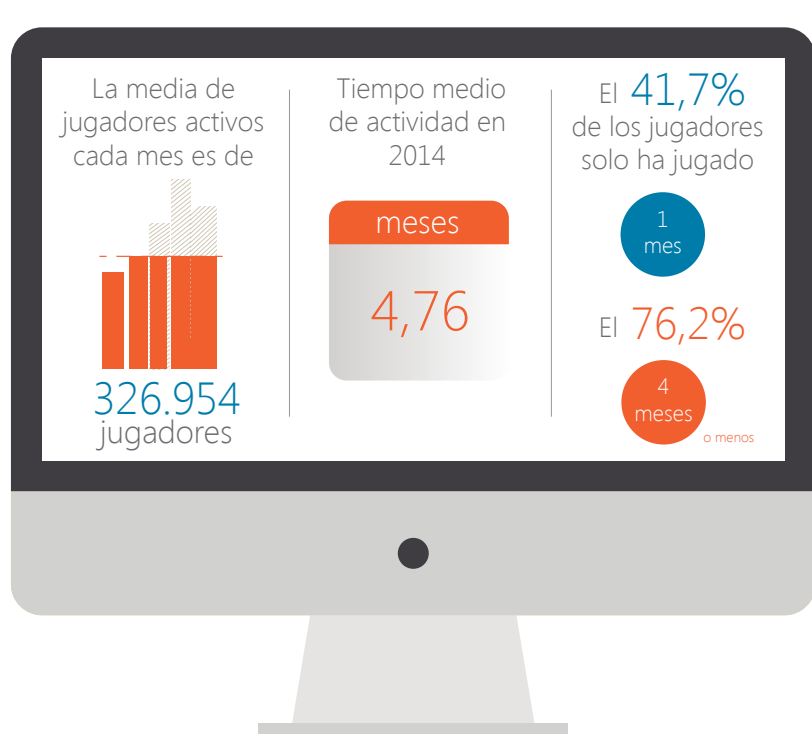 La media de
jugadores activos
cada mes es de
326.954
jugadores
Tiempo medio
de actividad en
2014
meses
4,76
El 41,7%
de los jugadores
solo ha jugado
1
mes
El 76,2%
4
meses
o menos